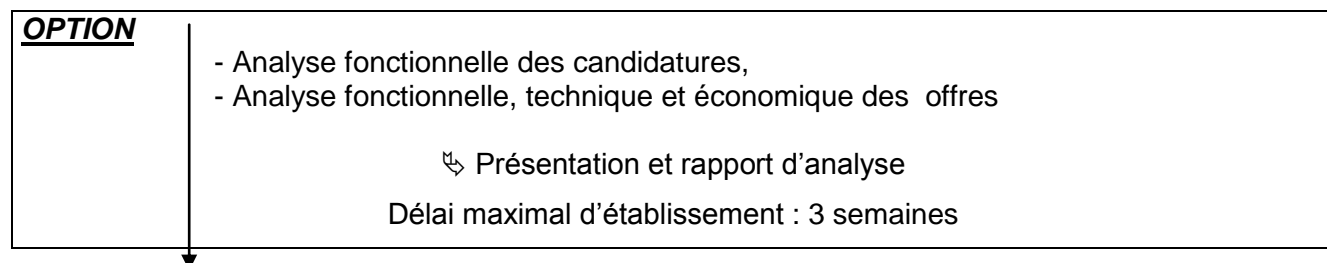 OPTION
- Analyse fonctionnelle des candidatures,
- Analyse fonctionnelle, technique et économique des offres
Présentation et rapport d’analyse
Délai maximal d’établissement : 3 semaines